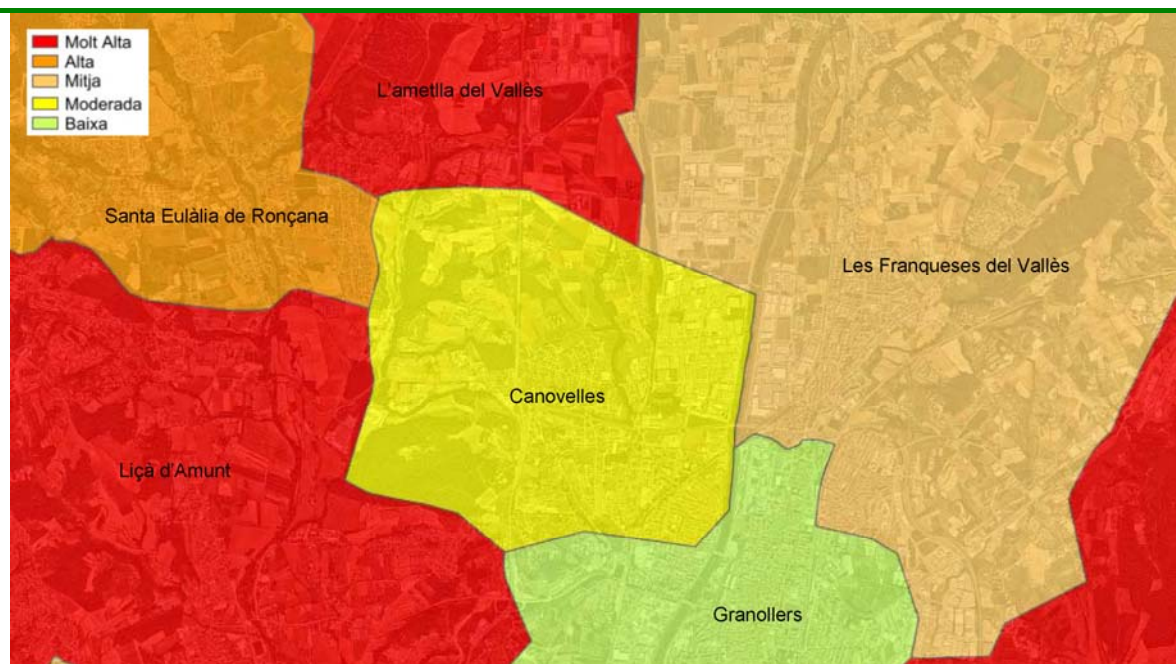 Molt Alta
Alta
Mitja
Moderada
Baixa
L'ametlla del Vallès
Santa Eulàlia de Ronçana
Les Franqueses del Vallès
Canovelles
Liçà d'Amunt
Granollers